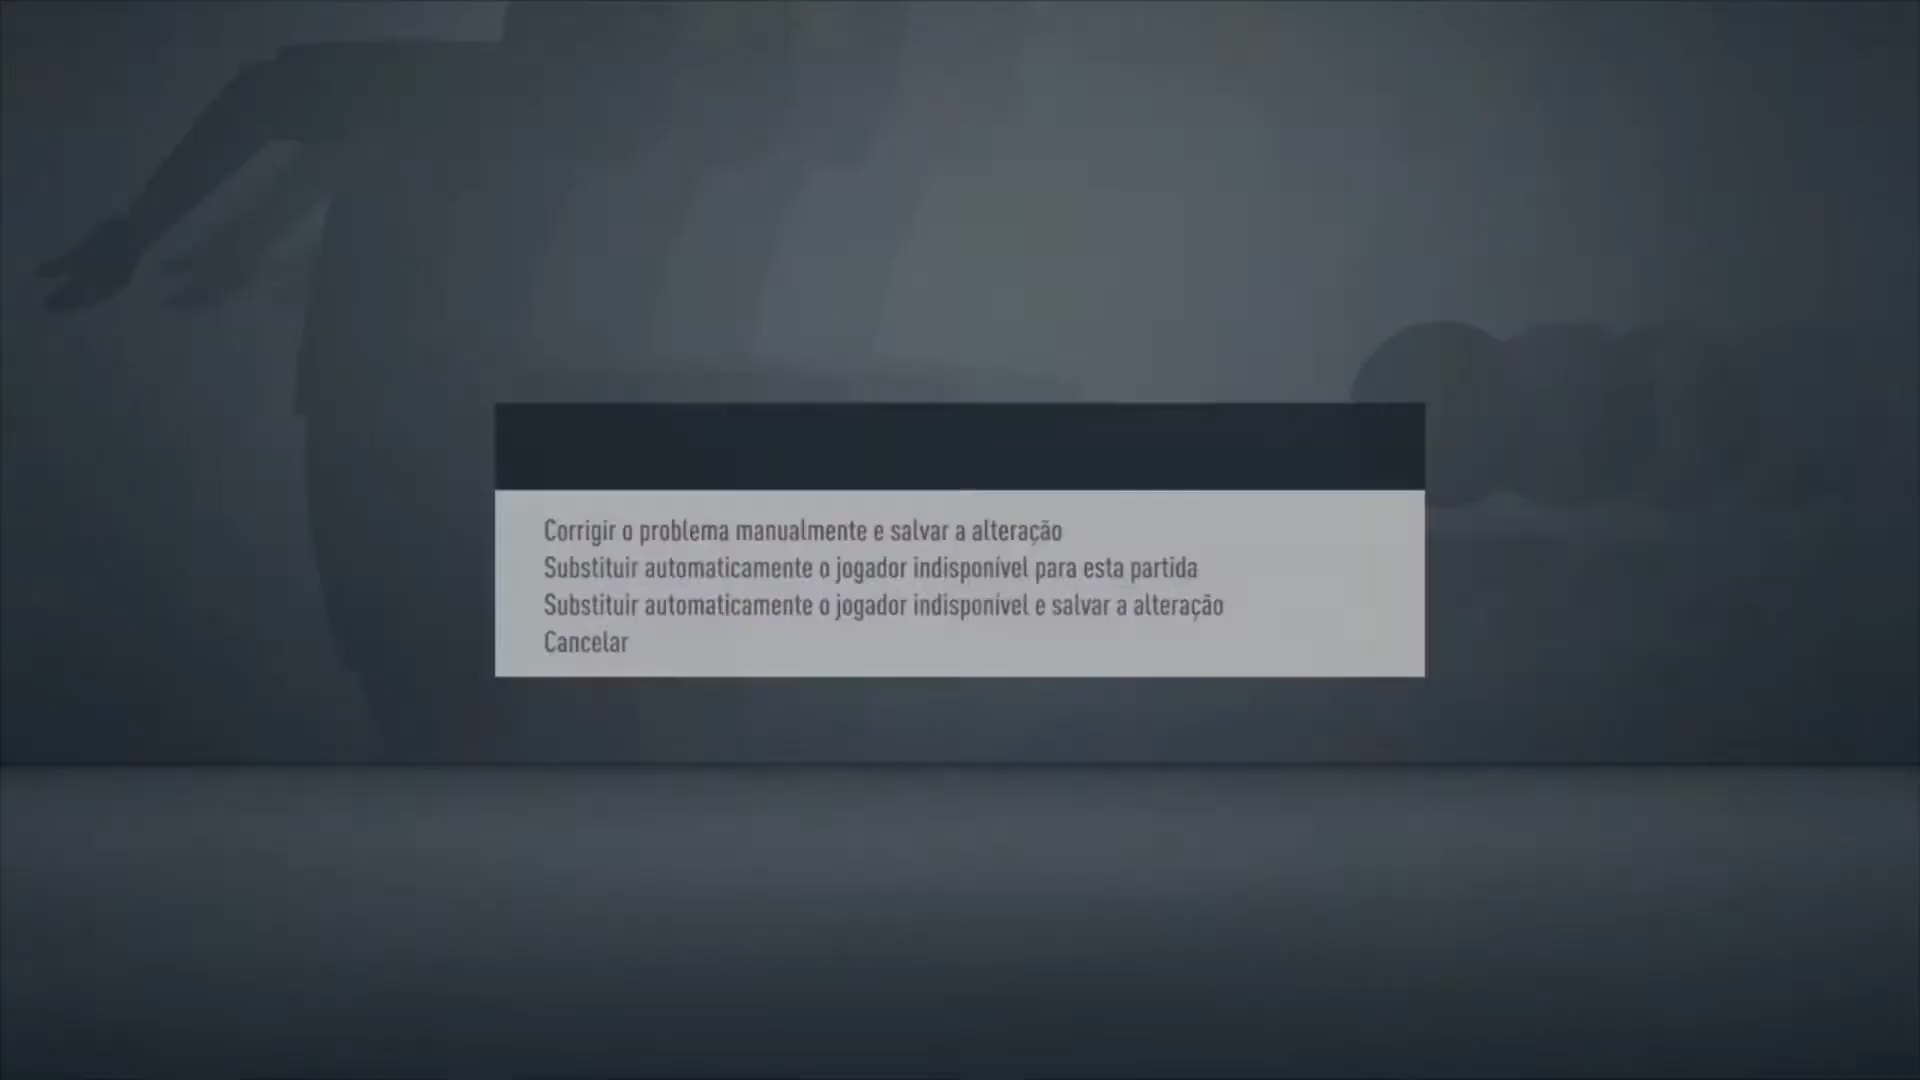 Corrigir o problema manualmente e salvar a alteração
Substituir automaticamente o jogador indisponível para esta partida
Substituir automaticamente o jogador indisponível e salvar a alteração
Cancelar